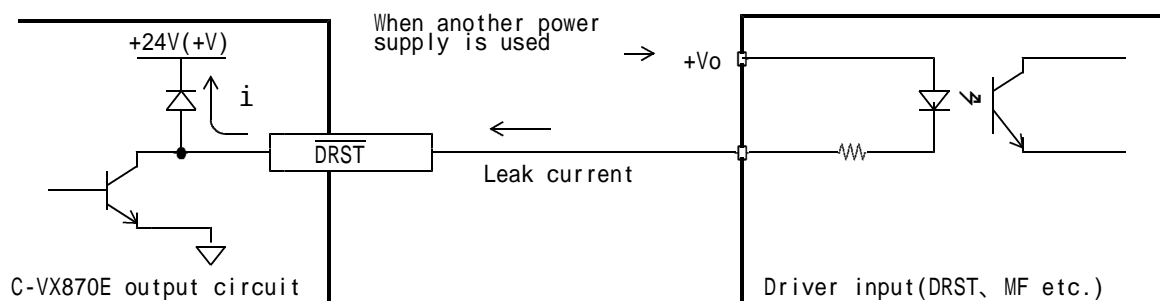 When another power
supply is used
+24V(+V)
+Vo
i
DRST
Leak current
C-VX870E output circuit
Driver input(DRST、MF etc.)